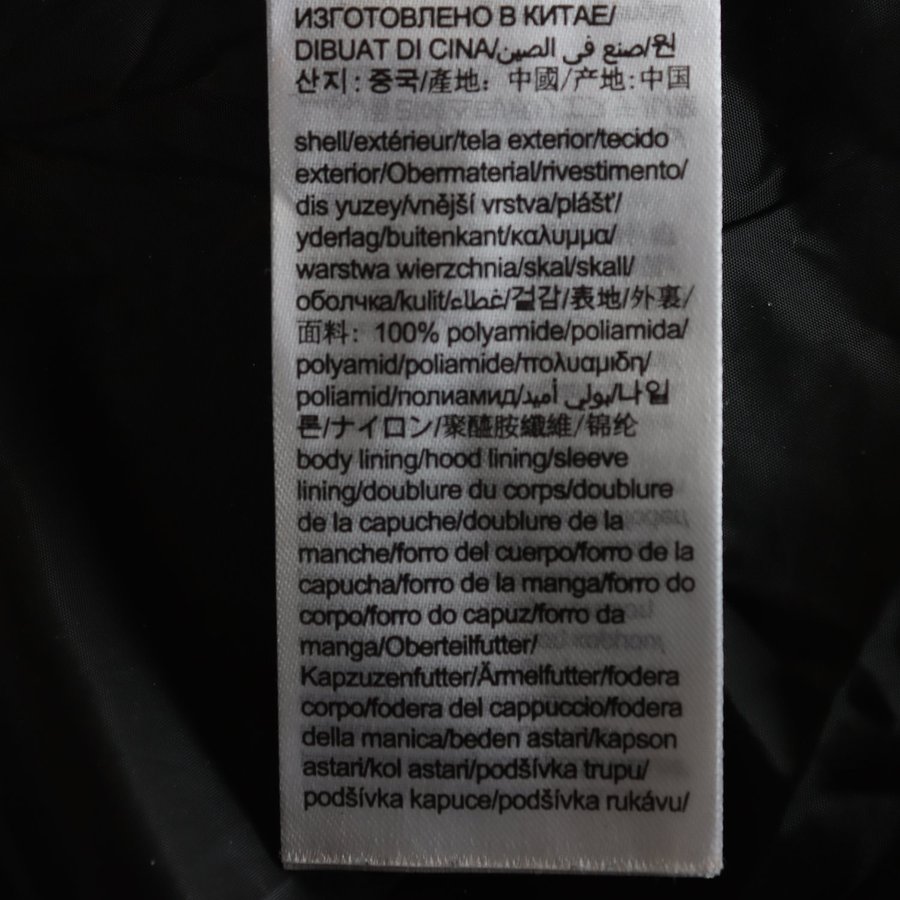 ИЗГОТОВЛЕНО В КИТАЕ/
DIBUAT DI CINA/صنع في الصين/원
산지: 중국/産地: 中國/产地:中国
shell/extérieur/tela exterior/tecido
exterior/Obermaterial/rivestimento/
dis yuzey/vnější vrstva/plášť/
yderlag/buitenkant/καλυμμα/
warstwa wierzchnia/skal/skall/
оболчка/kulit/غطاء/겉감/表地/外裏/
面料: 100% polyamide/poliamida/
polyamid/poliamide/πολυαμιδη/
poliamid/полиамид/بولي أميد/나일
론/ナイロン/聚醯胺纖維/锦纶
body lining/hood lining/sleeve
lining/doublure du corps/doublure
de la capuche/doublure de la
manche/forro del cuerpo/forro de la
capucha/forro de la manga/forro do
corpo/forro do capuz/forro da
manga/Oberteilfutter/
Kapzuzenfutter/Ärmelfutter/fodera
corpo/fodera del cappuccio/fodera
della manica/beden astari/kapson
astari/kol astari/podšívka trupu/
podšívka kapuce/podšívka rukávu/